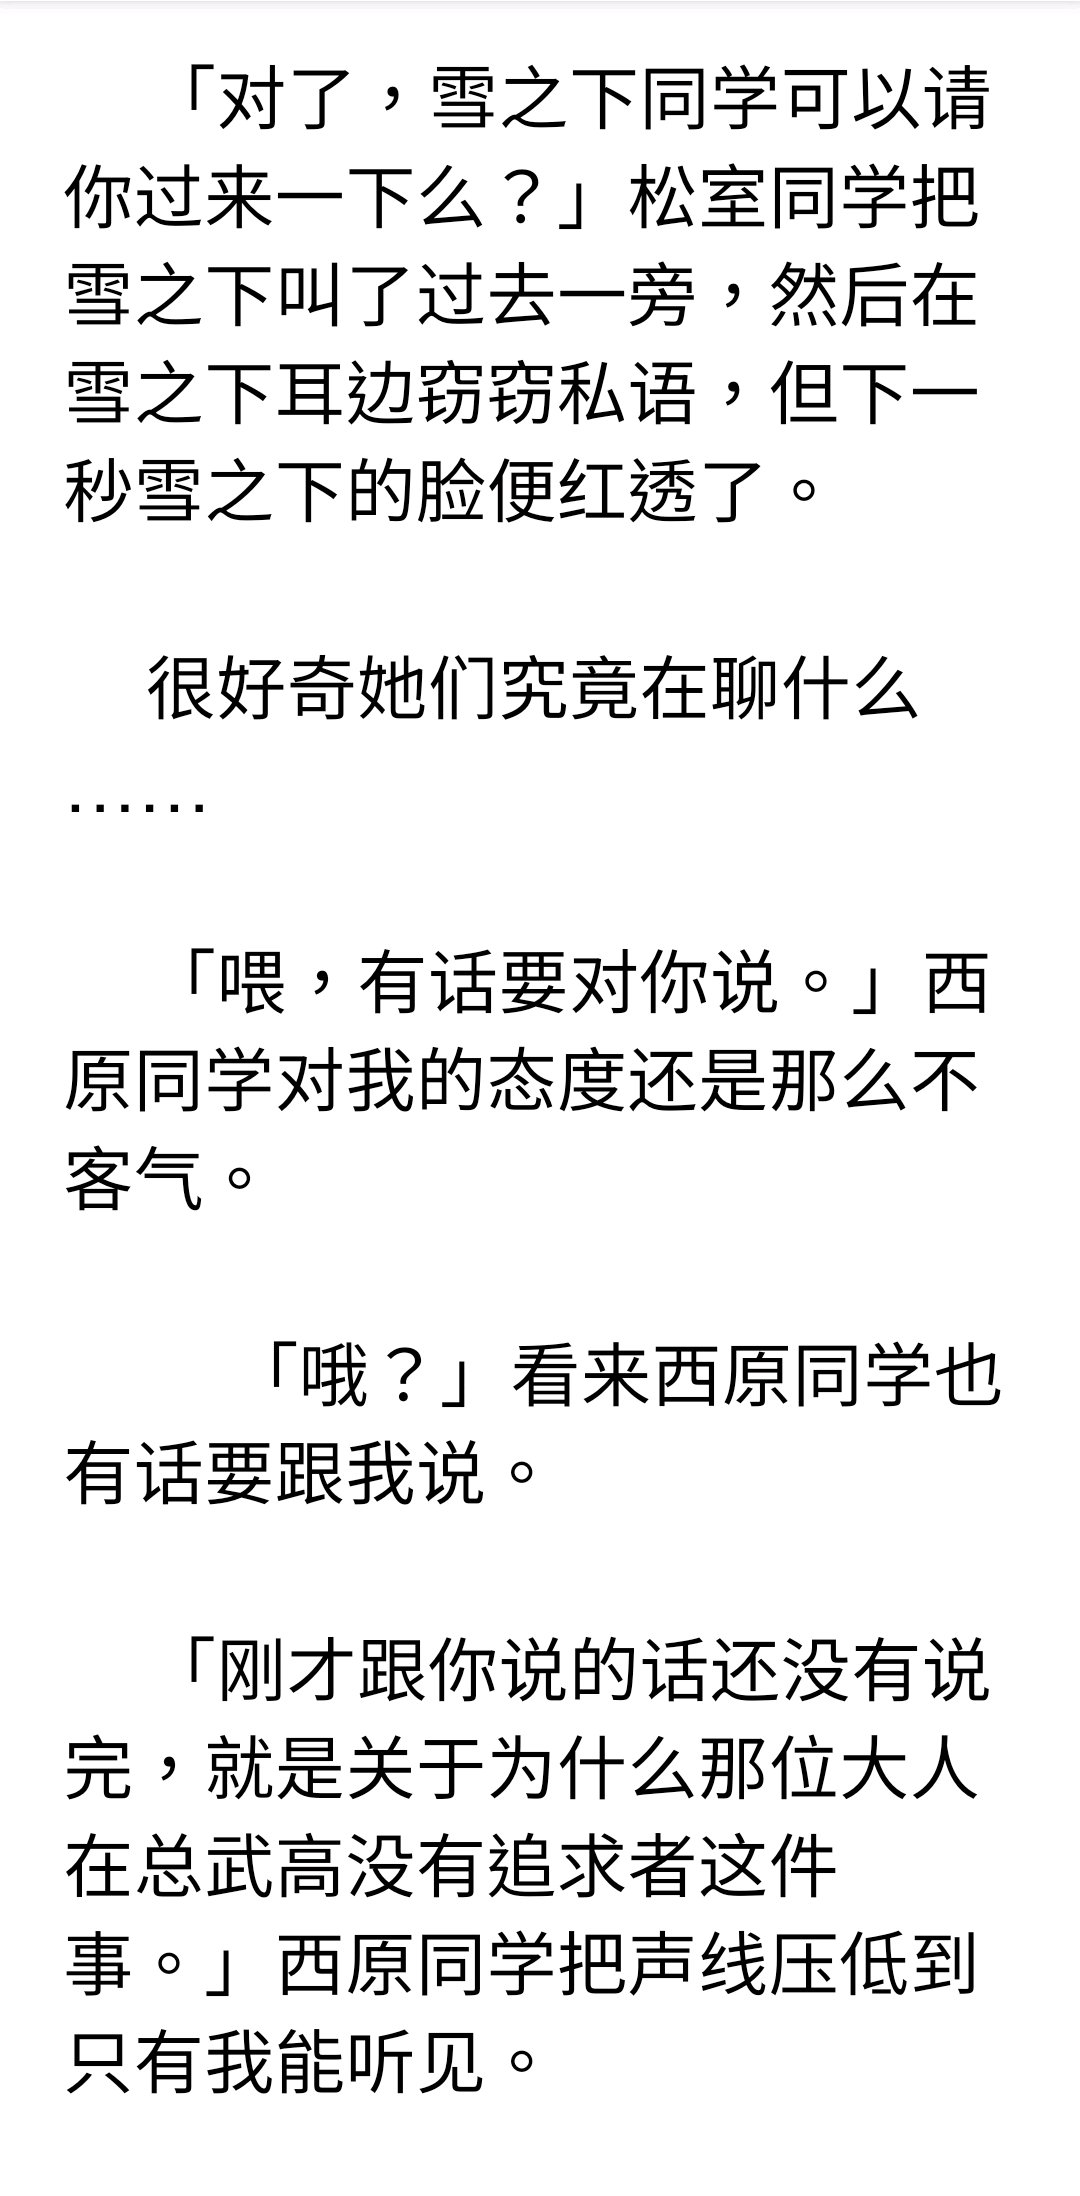 「对了，雪之下同学可以请
你过来一下么？」松室同学把
雪之下叫了过去一旁，然后在
雪之下耳边窃窃私语，但下一
秒雪之下的脸便红透了。
很好奇她们究竟在聊什么
……
「喂，有话要对你说。」西
原同学对我的态度还是那么不
客气。
「哦？」看来西原同学也
有话要跟我说。
「刚才跟你说的话还没有说
完，就是关于为什么那位大人
在总武高没有追求者这件
事。」西原同学把声线压低到
只有我能听见。